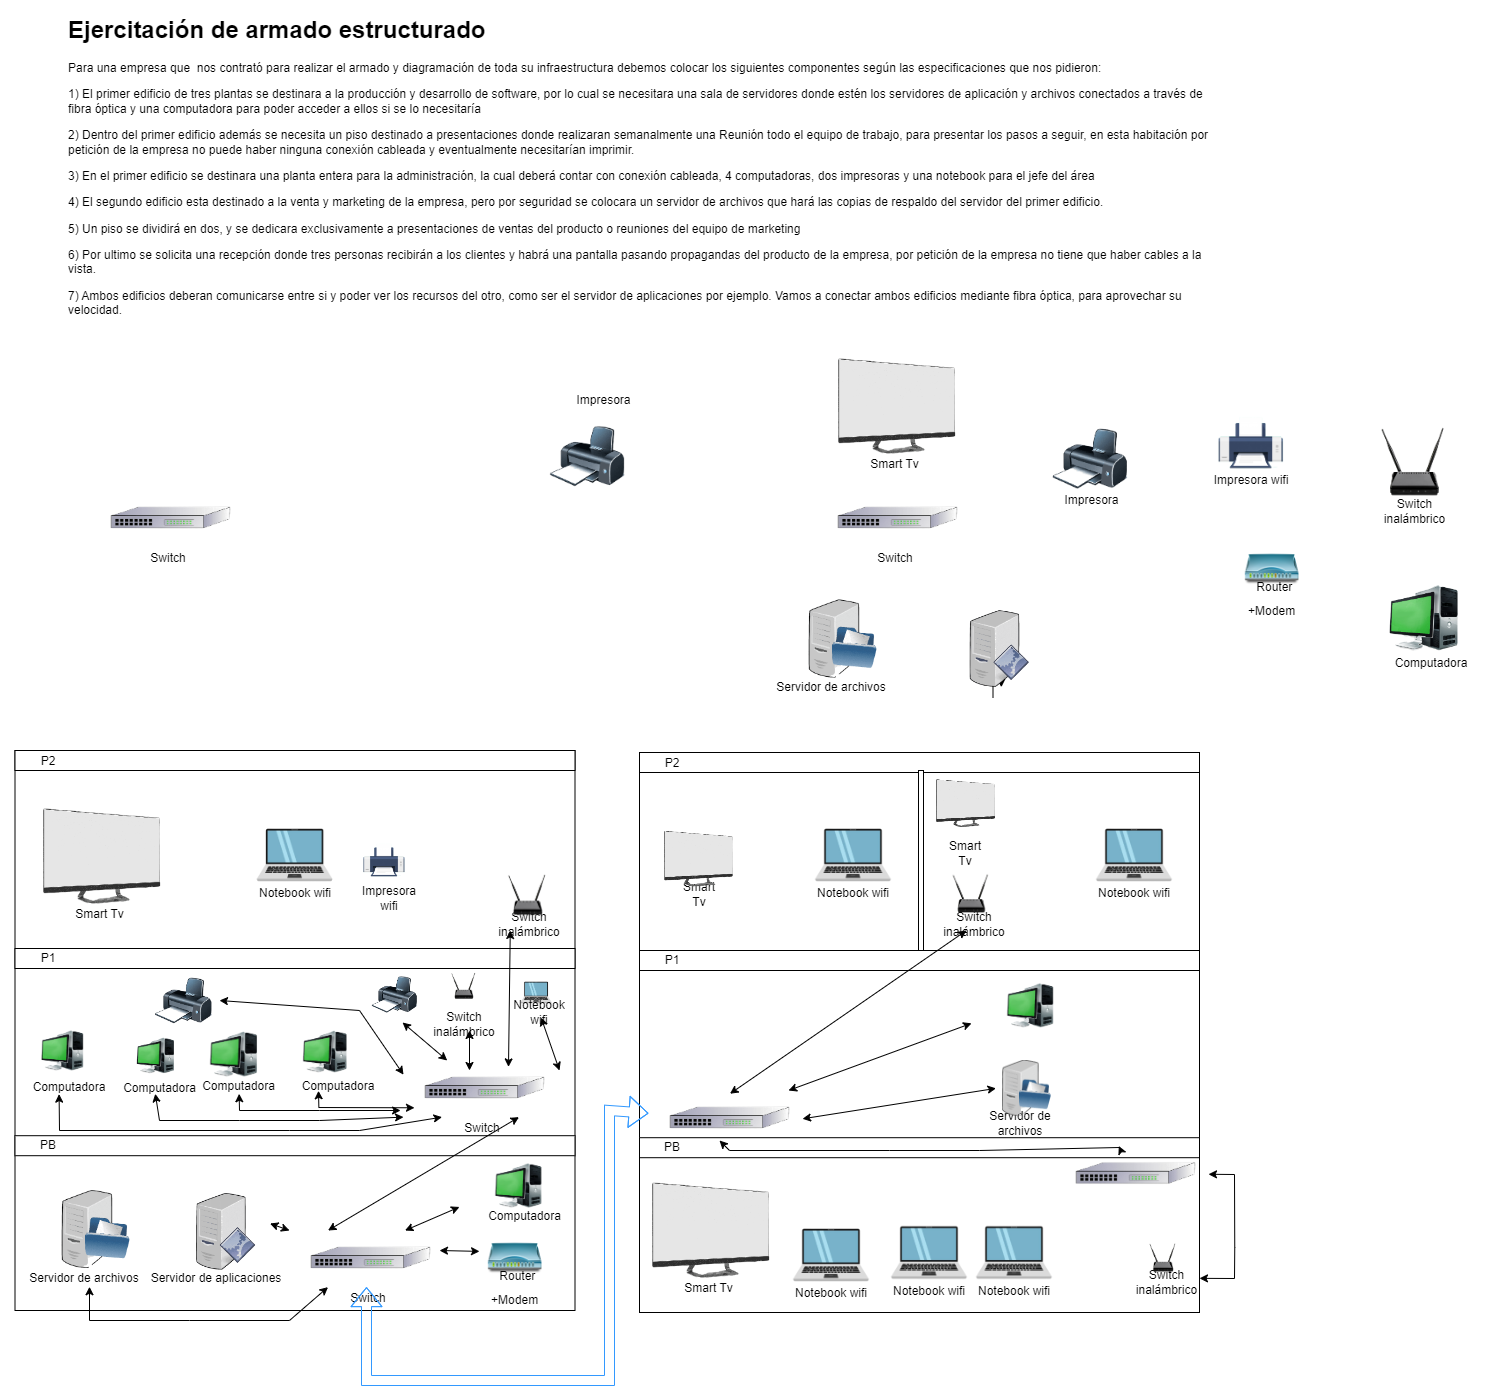 Ejercitación de armado estructurado
Para una empresa que  nos contrató para realizar el armado y diagramación de toda su infraestructura debemos colocar los siguientes componentes según las especificaciones que nos pidieron:
1) El primer edificio de tres plantas se destinara a la producción y desarrollo de software, por lo cual se necesitara una sala de servidores donde estén los servidores de aplicación y archivos conectados a través de
fibra óptica y una computadora para poder acceder a ellos si se lo necesitaría
2) Dentro del primer edificio además se necesita un piso destinado a presentaciones donde realizaran semanalmente una Reunión todo el equipo de trabajo, para presentar los pasos a seguir, en esta habitación por
petición de la empresa no puede haber ninguna conexión cableada y eventualmente necesitarían imprimir.
3) En el primer edificio se destinara una planta entera para la administración, la cual deberá contar con conexión cableada, 4 computadoras, dos impresoras y una notebook para el jefe del área
4) El segundo edificio esta destinado a la venta y marketing de la empresa, pero por seguridad se colocara un servidor de archivos que hará las copias de respaldo del servidor del primer edificio.
5) Un piso se dividirá en dos, y se dedicara exclusivamente a presentaciones de ventas del producto o reuniones del equipo de marketing
6) Por ultimo se solicita una recepción donde tres personas recibirán a los clientes y habrá una pantalla pasando propagandas del producto de la empresa, por petición de la empresa no tiene que haber cables a la
vista.
7) Ambos edificios deberan comunicarse entre si y poder ver los recursos del otro, como ser el servidor de aplicaciones por ejemplo. Vamos a conectar ambos edificios mediante fibra óptica, para aprovechar su
velocidad.
Impresora
Smart Tv
Impresora
Impresora wifi
Switch
inalámbrico
Switch
Switch
Router
+Modem
Servidor de archivos
Computadora
P2
Smart Tv
Notebook wifi
Impresora
wifi
Switch
inalámbrico
P1
Switch
inalámbrico
Notebook
wifi
Computadora
Computadora
Computadora
Computadora
Switch
PB
Computadora
Servidor de archivos
Servidor de aplicaciones
Switch
Router
+Modem
P2
Smart
Tv
Notebook wifi
Smart
Tv
Switch
inalámbrico
Notebook wifi
P1
Servidor de
archivos
PB
Smart Tv
Notebook wifi
Notebook wifi
Notebook wifi
Switch
inalámbrico